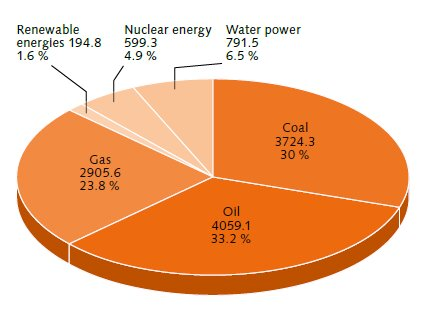 Renewable
energies 194.8
1.6 %
Nuclear energy
599.3
4.9 %
Water power
791.5
6.5 %
Coal
3724.3
30 %
Gas
2905.6
23.8 %
Oil
4059.1
33.2 %